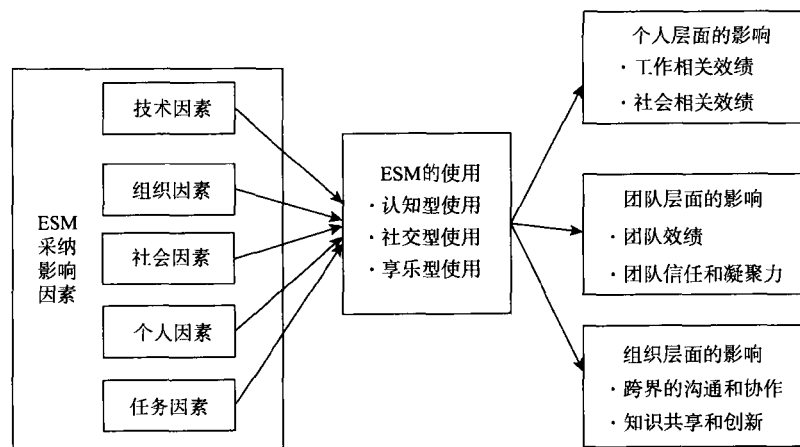 ESM
采纳
影响
因素
技术因素
组织因素
社会因素
个人因素
任务因素
ESM的使用
·认知型使用
·社交型使用
·享乐型使用
个人层面的影响
·工作相关效绩
·社会相关效绩
团队层面的影响
·团队效绩
·团队信任和凝聚力
组织层面的影响
·跨界的沟通和协作
·知识共享和创新